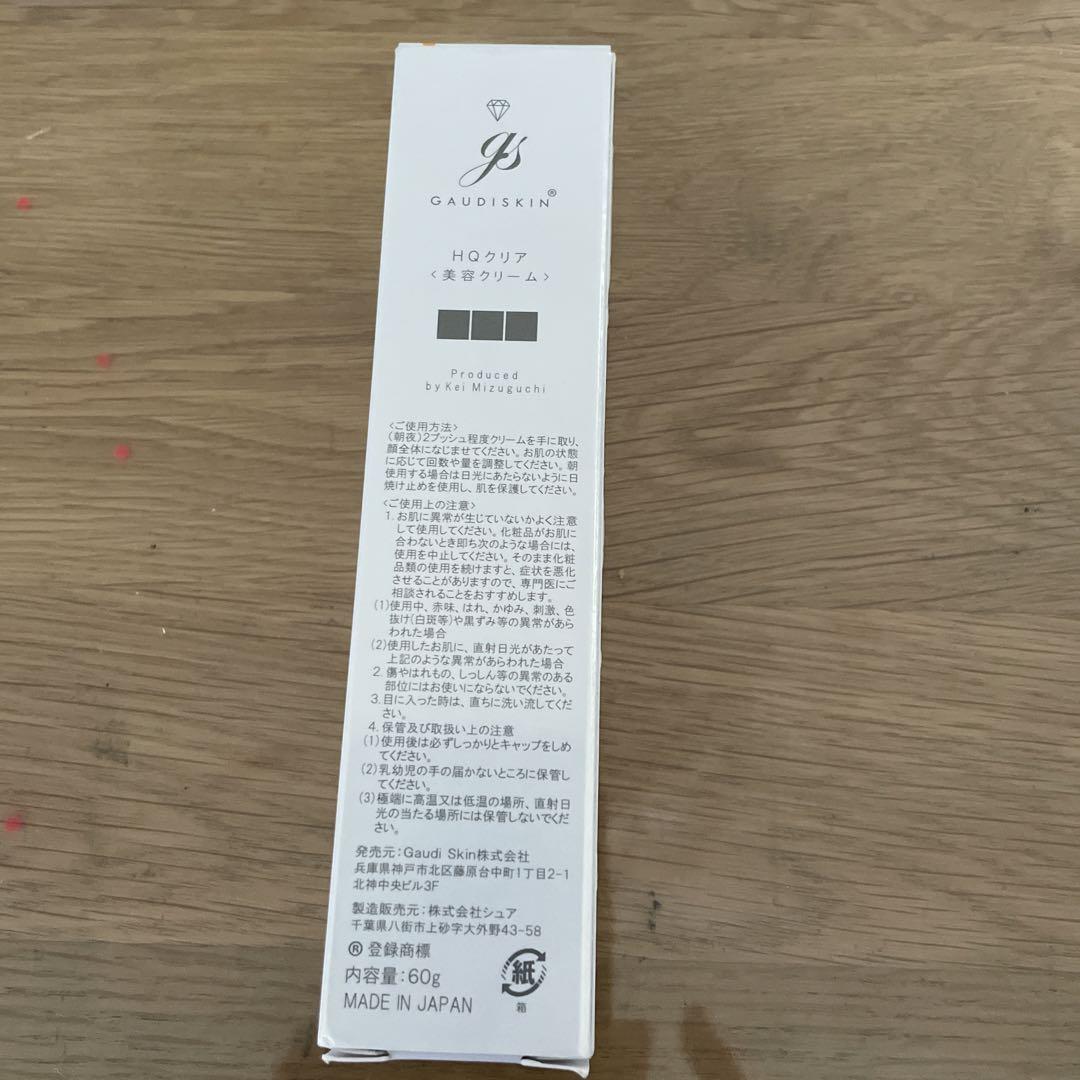 gs
GAUDISKIN®
HQクリア
<美容クリーム>
Produced
by Kei Mizuguchi
<ご使用方法>
(朝夜)2プッシュ程度クリームを手に取り、
顔全体になじませてください。お肌の状態
に応じて回数や量を調整してください。朝
使用する場合は日光にあたらないように日
焼け止めを使用し、肌を保護してください。
<ご使用上の注意>
1. お肌に異常が生じていないかよく注意
して使用してください。化粧品がお肌に
合わないとき即ち次のような場合には、
使用を中止してください。そのまま化粧
品類の使用を続けますと、症状を悪化
させることがありますので、専門医にご
相談されることをおすすめします。
(1)使用中、赤味、はれ、かゆみ、刺激、色
抜け(白斑等)や黒ずみ等の異常があら
われた場合
(2)使用したお肌に、直射日光があたって
上記のような異常があらわれた場合
2. 傷やはれもの、しっしん等の異常のある
部位にはお使いにならないでください。
3. 目に入った時は、直ちに洗い流してくだ
さい。
4. 保管及び取扱い上の注意
(1)使用後は必ずしっかりとキャップをしめ
てください。
(2)乳幼児の手の届かないところに保管し
てください。
(3)極端に高温又は低温の場所、直射日
光の当たる場所には保管しないでくだ
さい。
発売元:Gaudi Skin株式会社
兵庫県神戸市北区藤原台中町1丁目2-1
北神中央ビル3F
製造販売元:株式会社シュア
千葉県八街市上砂字大外野43-58
®登録商標
内容量:60g
MADE IN JAPAN
紙
箱